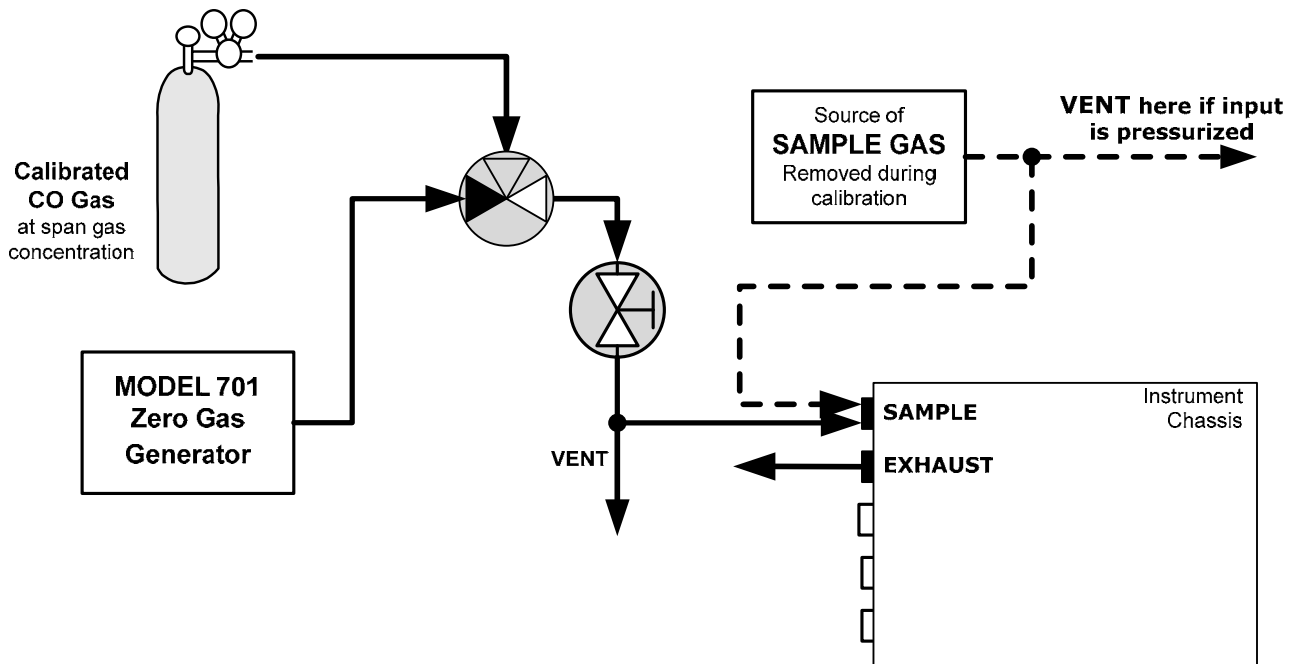 Calibrated
CO Gas
at span gas
concentration
MODEL 701
Zero Gas
Generator
VENT
Source of
SAMPLE GAS
Removed during
calibration
VENT here if input
is pressurized
Instrument
Chassis
SAMPLE
EXHAUST